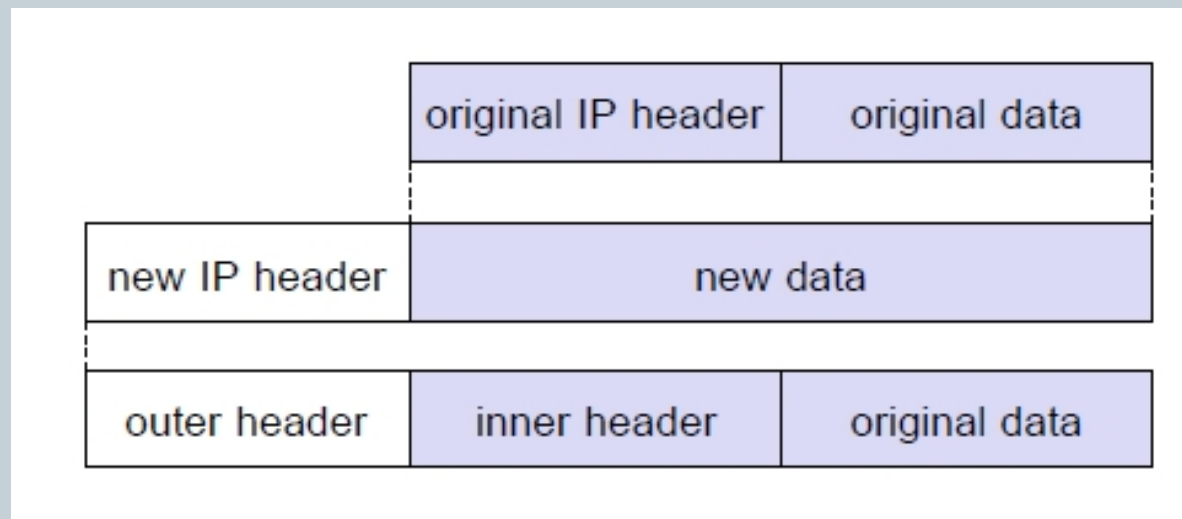 original IP header original data
new IP header new data
outer header inner header original data